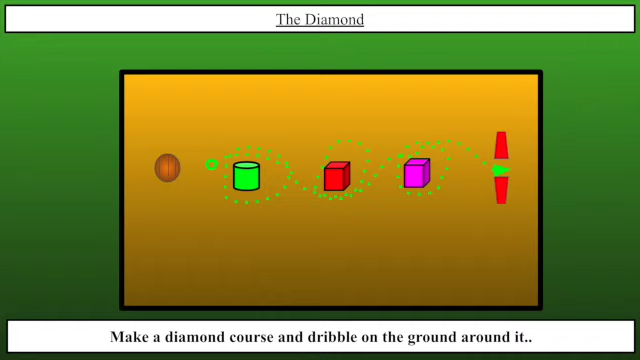 The Diamond
Make a diamond course and dribble on the ground around it..